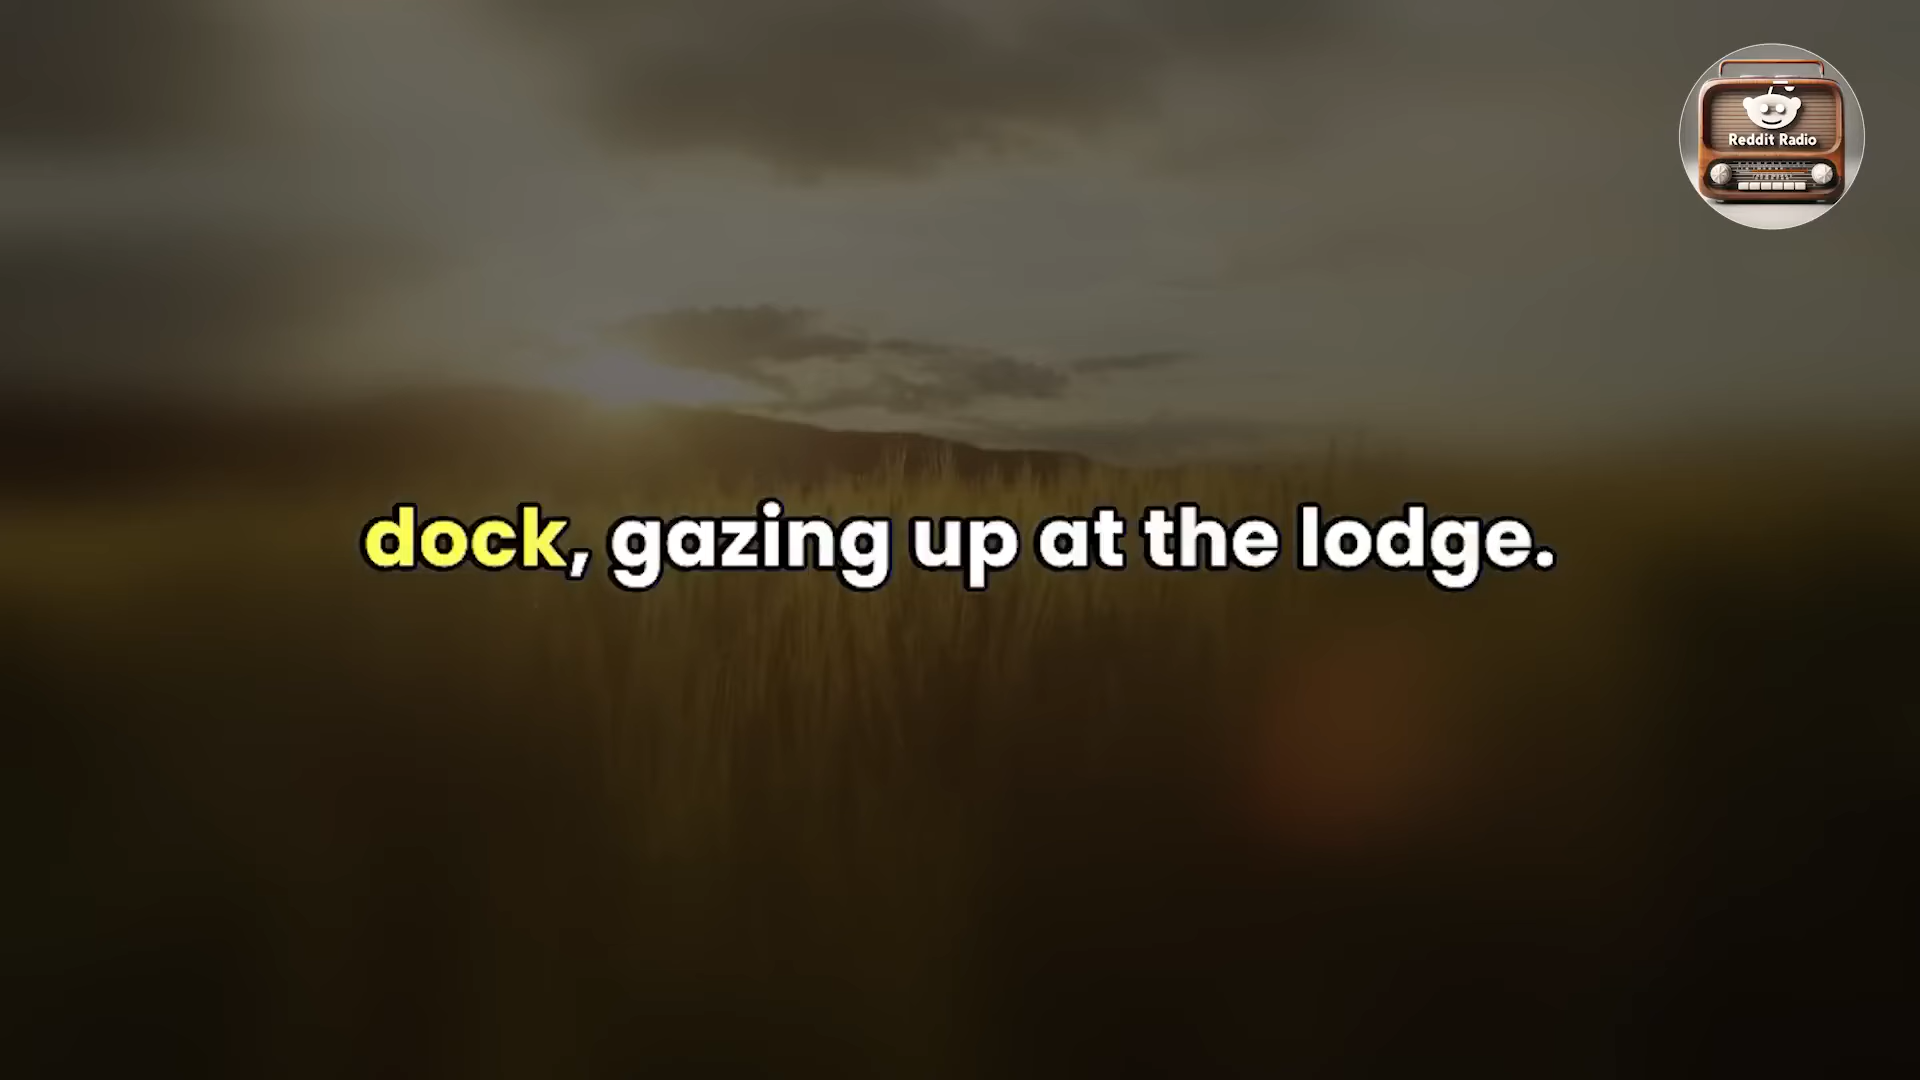 Reddit Radio
dock, gazing up at the lodge.